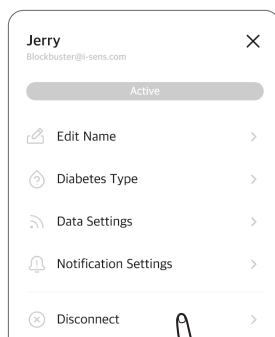 Jerry
Blockbuster@i-sens.com
Active
Edit Name
Diabetes Type
Data Settings
Notification Settings
Disconnect